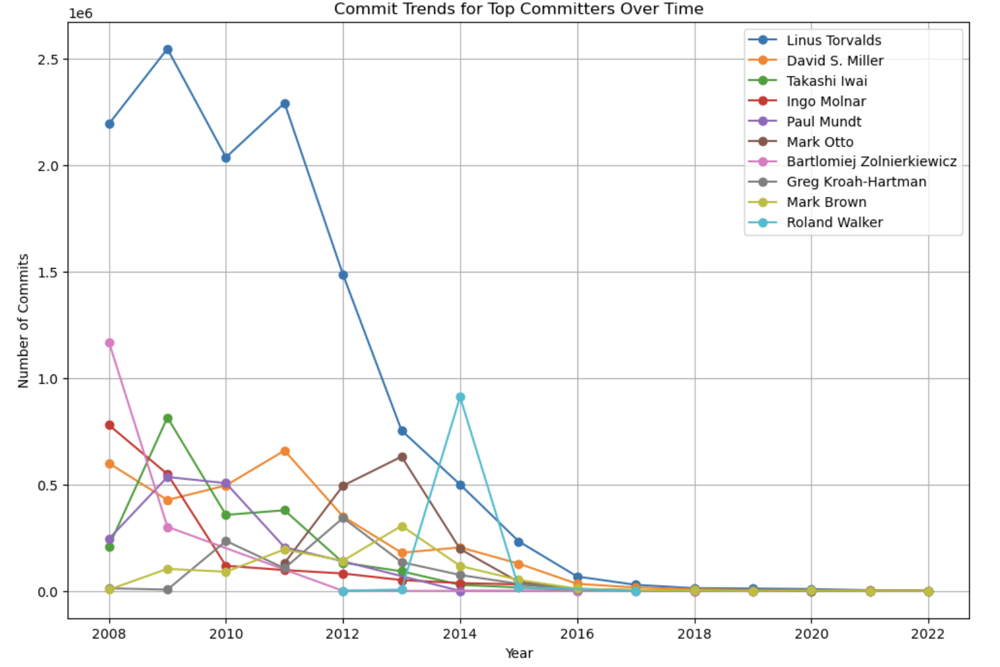 Commit Trends for Top Committers Over Time
1e6
2.5
2.0
1.5
1.0
0.5
0.0
Number of Commits
Linus Torvalds
David S. Miller
Takashi Iwai
Ingo Molnar
Paul Mundt
Mark Otto
Bartlomiej Zolnierkiewicz
Greg Kroah-Hartman
Mark Brown
Roland Walker
2008 2010 2012 2014 2016 2018 2020 2022
Year